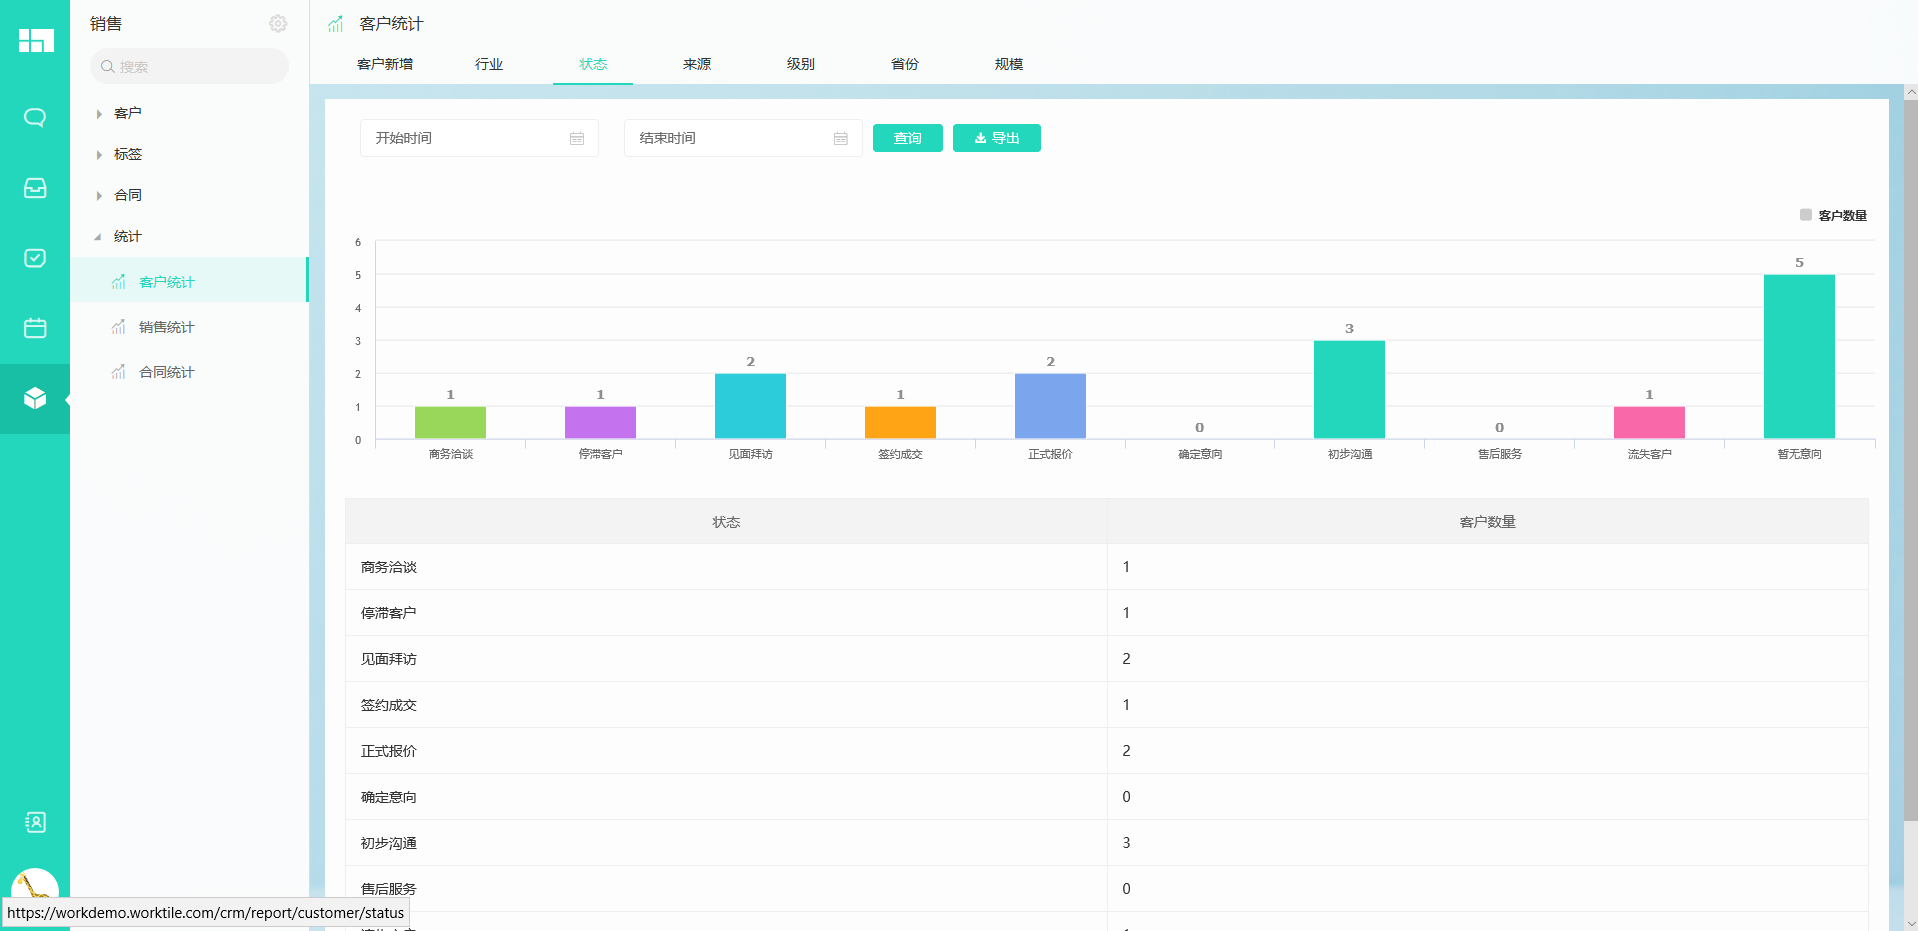 销售
搜索
客户
标签
合同
统计
客户统计
销售统计
合同统计
客户统计
客户新增 行业 状态 来源 级别 省份 规模
开始时间 结束时间 查询 导出
客户数量
6
5
4
3
2
1
0
1 1 2 1 2 0 3 0 1 5
商务洽谈 停滞客户 见面拜访 签约成交 正式报价 确定意向 初步沟通 售后服务 流失客户 暂无意向
状态 客户数量
商务洽谈 1
停滞客户 1
见面拜访 2
签约成交 1
正式报价 2
确定意向 0
初步沟通 3
售后服务 0
https://workdemo.worktile.com/crm/report/customer/status